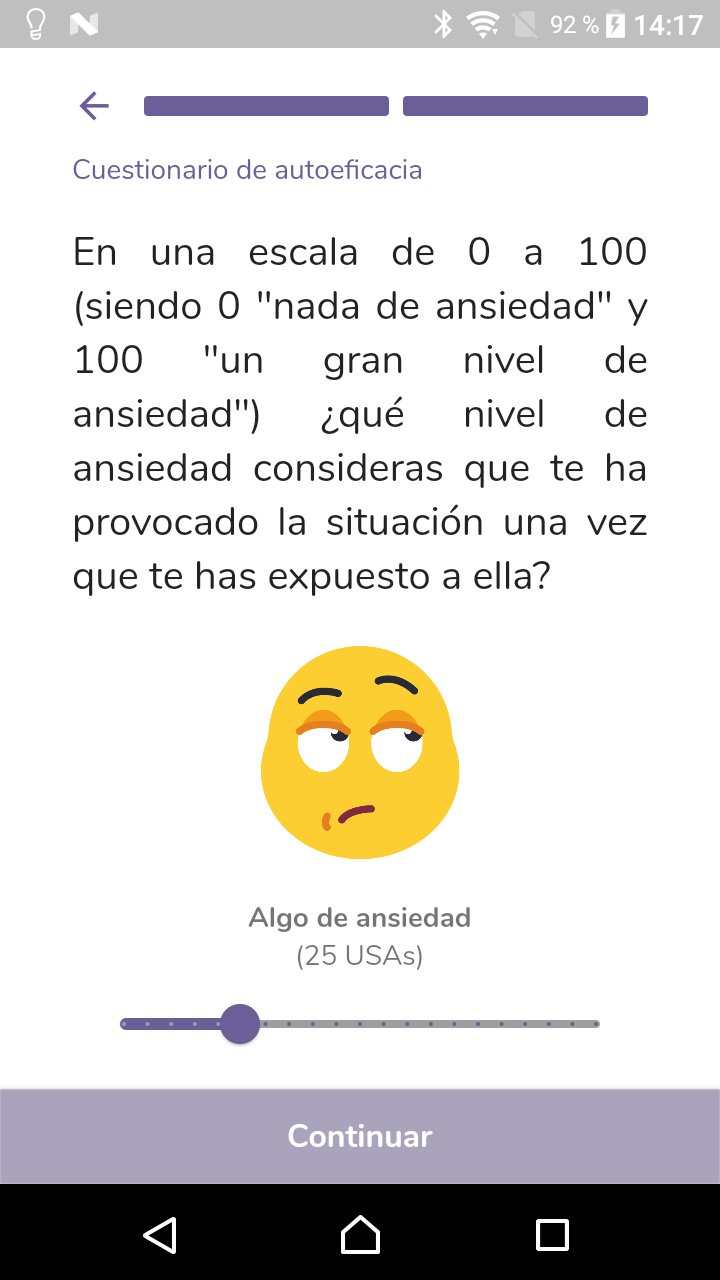 92 % 14:17
Cuestionario de autoeficacia
En una escala de 0 a 100
(siendo 0 "nada de ansiedad" y
100 "un gran nivel de
ansiedad") ¿qué nivel de
ansiedad consideras que te ha
provocado la situación una vez
que te has expuesto a ella?
Algo de ansiedad
(25 USAs)
Continuar